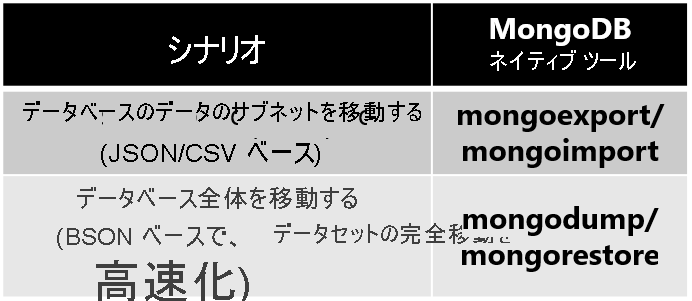 シナリオ
MongoDB
ネイティブ ツール
データベースのデータのサブネットを移動する
(JSON/CSV ベース)
mongoexport/
mongoimport
データベース全体を移動する
(BSON ベースで、 データセットの完全移動を
高速化)
mongodump/
mongorestore